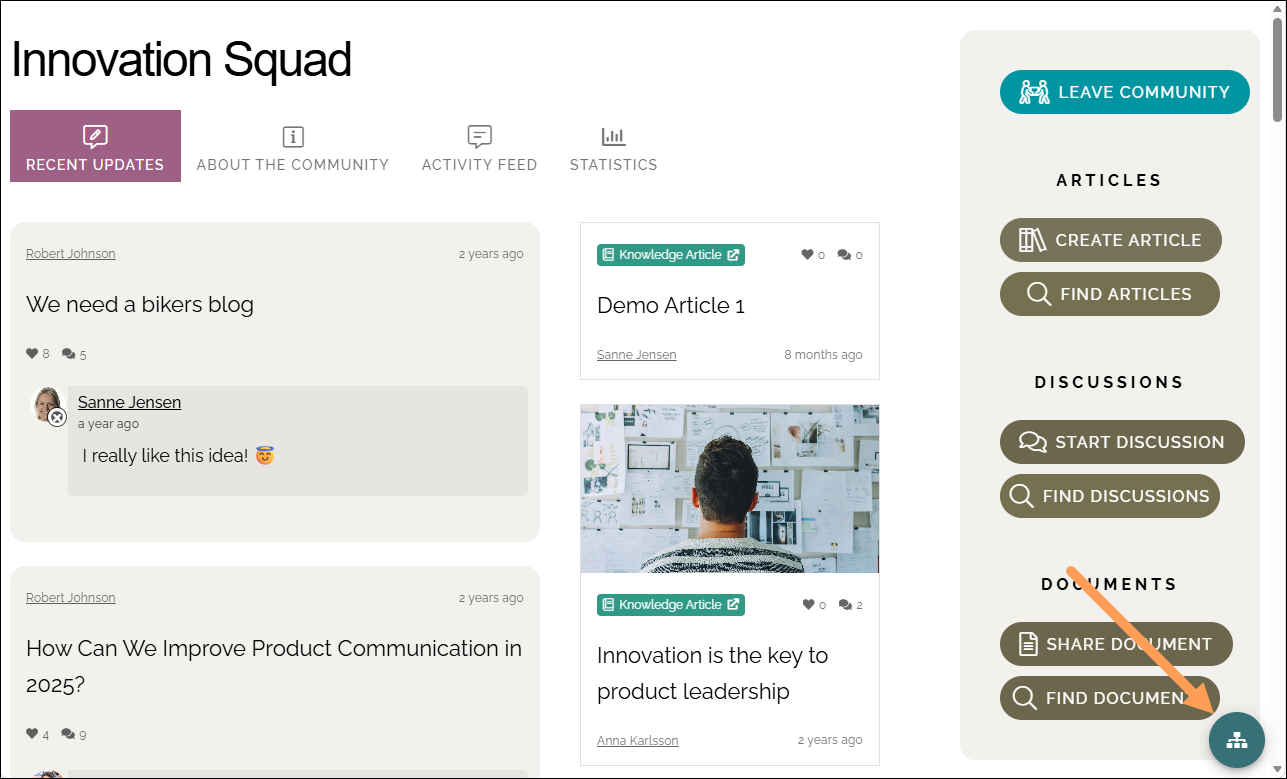 Innovation Squad
RECENT UPDATES
ABOUT THE COMMUNITY
ACTIVITY FEED
STATISTICS
Robert Johnson
2 years ago
We need a bikers blog
8
5
Sanne Jensen
a year ago
I really like this idea! 😇
Robert Johnson
2 years ago
How Can We Improve Product Communication in
2025?
4
9
Knowledge Article
0
0
Demo Article 1
Sanne Jensen
8 months ago
Knowledge Article
0
2
Innovation is the key to
product leadership
Anna Karlsson
2 years ago
LEAVE COMMUNITY
ARTICLES
CREATE ARTICLE
FIND ARTICLES
DISCUSSIONS
START DISCUSSION
FIND DISCUSSIONS
DOCUMENTS
SHARE DOCUMENT
FIND DOCUMEN